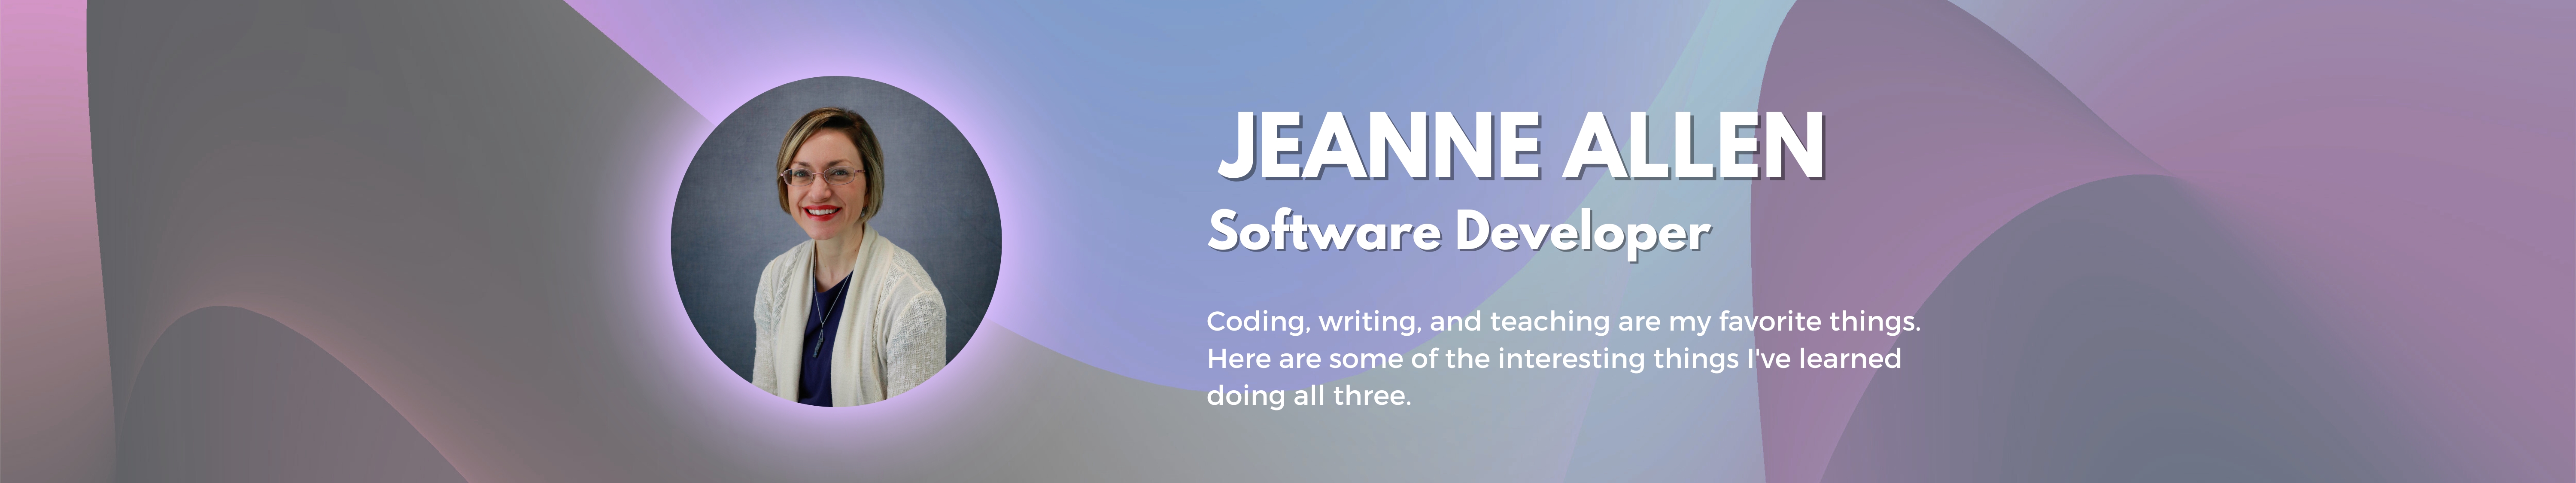 JEANNE ALLEN
Software Developer
Coding, writing, and teaching are my favorite things.
Here are some of the interesting things I've learned
doing all three.